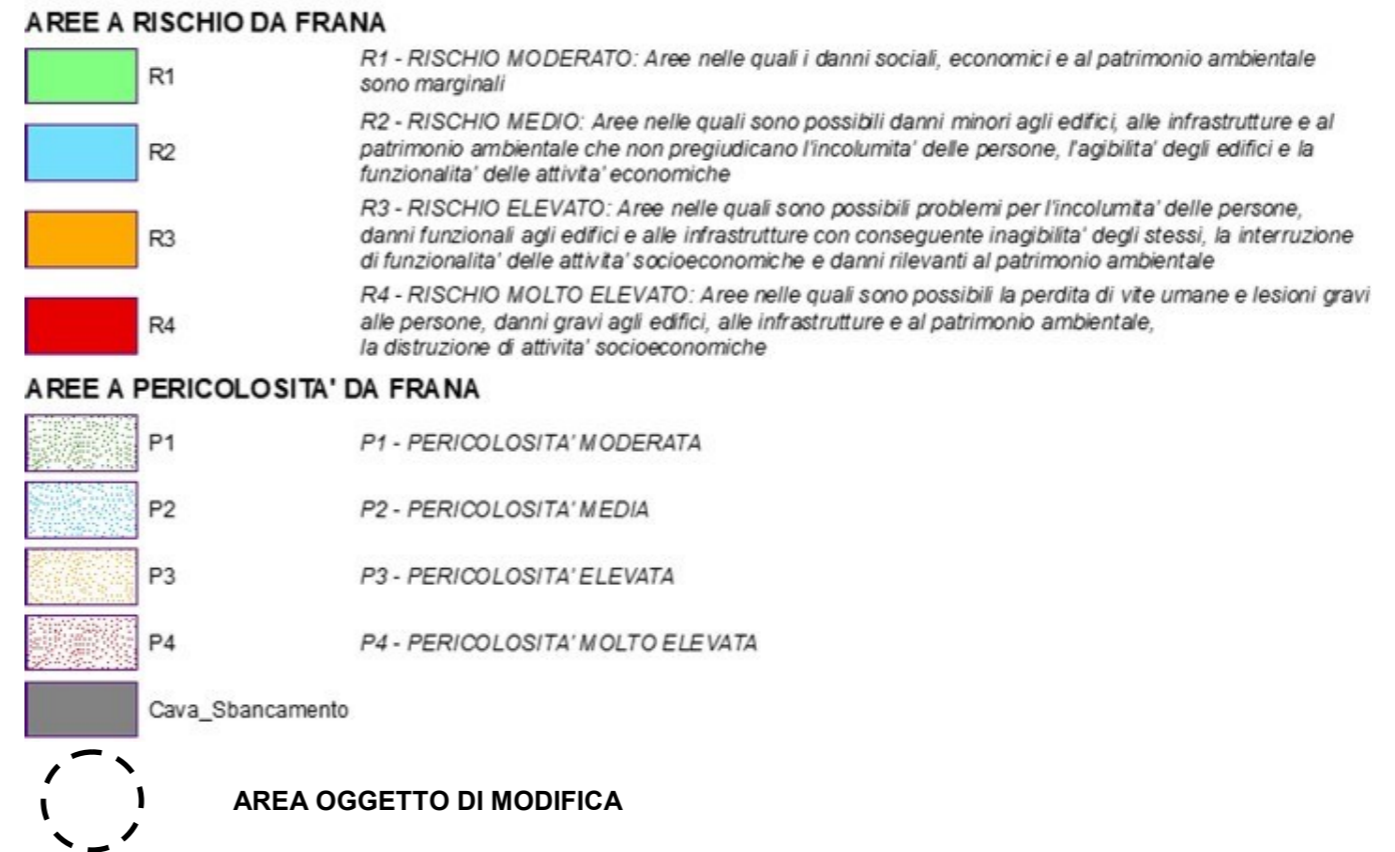 AREE A RISCHIO DA FRANA
R1
R1 - RISCHIO MODERATO: Aree nelle quali i danni sociali, economici e al patrimonio ambientale
sono marginali
R2
R2 - RISCHIO MEDIO: Aree nelle quali sono possibili danni minori agli edifici, alle infrastrutture e al
patrimonio ambientale che non pregiudicano l'incolumita' delle persone, l'agibilita' degli edifici e la
funzionalita' delle attivita' economiche
R3
R3 - RISCHIO ELEVATO: Aree nelle quali sono possibili problemi per l'incolumita' delle persone,
danni funzionali agli edifici e alle infrastrutture con conseguente inagibilita' degli stessi, la interruzione
di funzionalita' delle attivita' socioeconomiche e danni rilevanti al patrimonio ambientale
R4
R4 - RISCHIO MOLTO ELEVATO: Aree nelle quali sono possibili la perdita di vite umane e lesioni gravi
alle persone, danni gravi agli edifici, alle infrastrutture e al patrimonio ambientale,
la distruzione di attivita' socioeconomiche
AREE A PERICOLOSITA' DA FRANA
P1
P1 - PERICOLOSITA' MODERATA
P2
P2 - PERICOLOSITA' MEDIA
P3
P3 - PERICOLOSITA' ELEVATA
P4
P4 - PERICOLOSITA' MOLTO ELEVATA
Cava_Sbancamento
AREA OGGETTO DI MODIFICA